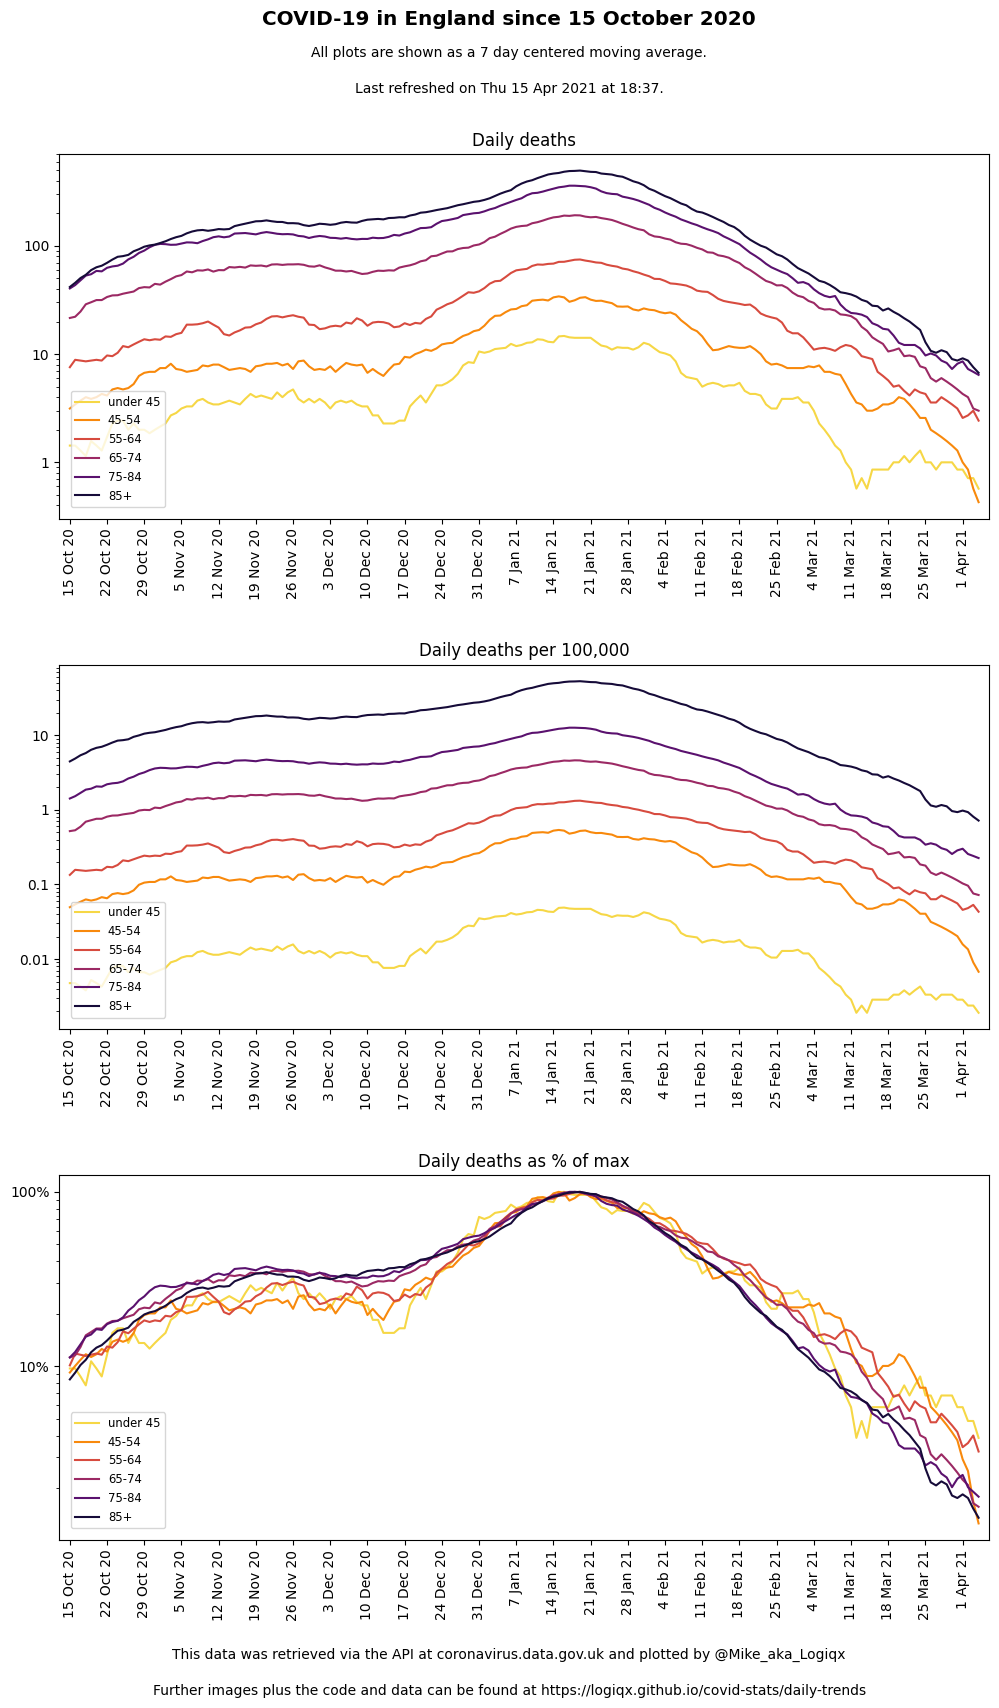 COVID-19 in England since 15 October 2020
All plots are shown as a 7 day centered moving average.
Last refreshed on Thu 15 Apr 2021 at 18:37.
Daily deaths
100
10
1
under 45
45-54
55-64
65-74
75-84
85+
15 Oct 20
22 Oct 20
29 Oct 20
5 Nov 20
12 Nov 20
19 Nov 20
26 Nov 20
3 Dec 20
10 Dec 20
17 Dec 20
24 Dec 20
31 Dec 20
7 Jan 21
14 Jan 21
21 Jan 21
28 Jan 21
4 Feb 21
11 Feb 21
18 Feb 21
25 Feb 21
4 Mar 21
11 Mar 21
18 Mar 21
25 Mar 21
1 Apr 21
Daily deaths per 100,000
10
1
0.1
0.01
under 45
45-54
55-64
65-74
75-84
85+
15 Oct 20
22 Oct 20
29 Oct 20
5 Nov 20
12 Nov 20
19 Nov 20
26 Nov 20
3 Dec 20
10 Dec 20
17 Dec 20
24 Dec 20
31 Dec 20
7 Jan 21
14 Jan 21
21 Jan 21
28 Jan 21
4 Feb 21
11 Feb 21
18 Feb 21
25 Feb 21
4 Mar 21
11 Mar 21
18 Mar 21
25 Mar 21
1 Apr 21
Daily deaths as % of max
100%
10%
under 45
45-54
55-64
65-74
75-84
85+
15 Oct 20
22 Oct 20
29 Oct 20
5 Nov 20
12 Nov 20
19 Nov 20
26 Nov 20
3 Dec 20
10 Dec 20
17 Dec 20
24 Dec 20
31 Dec 20
7 Jan 21
14 Jan 21
21 Jan 21
28 Jan 21
4 Feb 21
11 Feb 21
18 Feb 21
25 Feb 21
4 Mar 21
11 Mar 21
18 Mar 21
25 Mar 21
1 Apr 21
This data was retrieved via the API at coronavirus.data.gov.uk and plotted by @Mike_aka_Logiqx
Further images plus the code and data can be found at https://logiqx.github.io/covid-stats/daily-trends